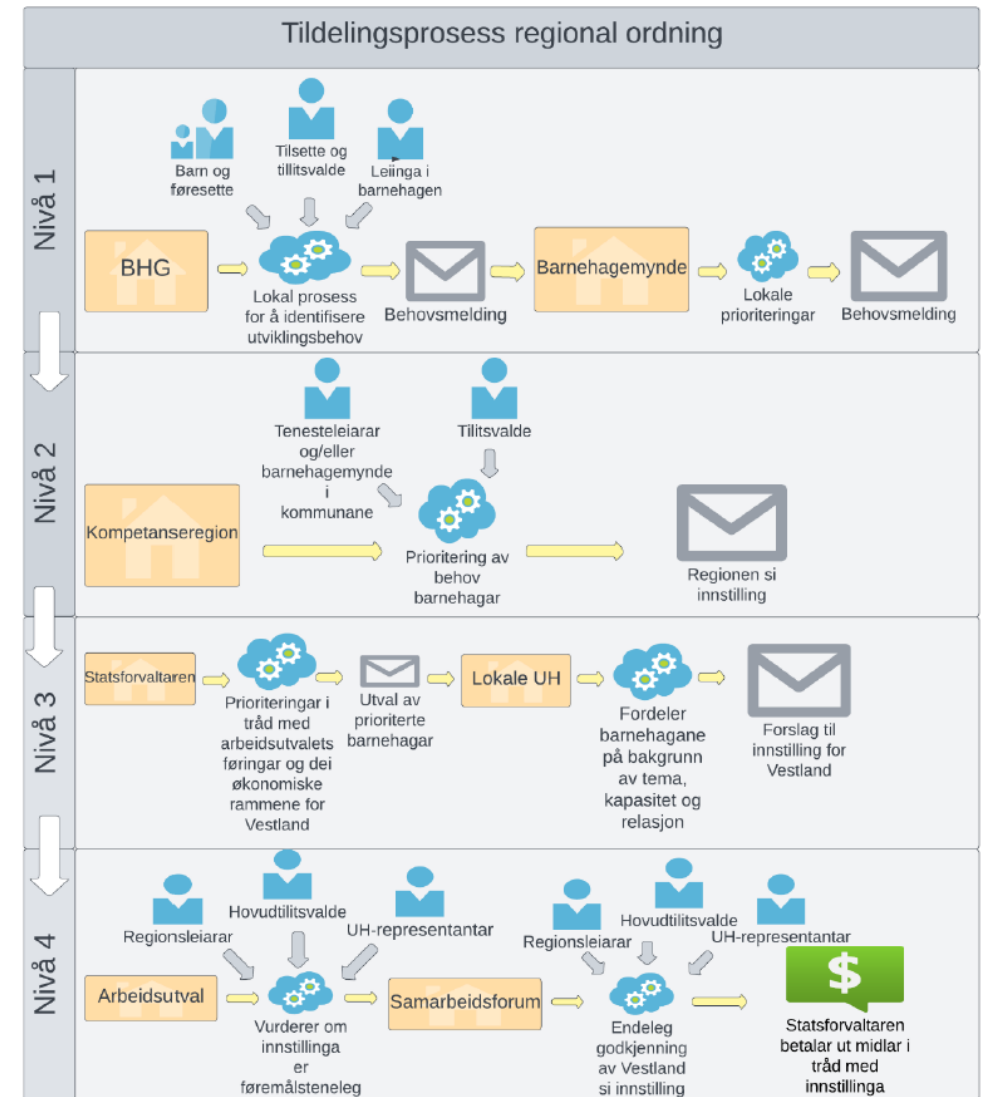 Tildelingsprosess regional ordning
Nivå 1
Barn og
føresette
Tilsette og
tillitsvalde
Leiinga i
barnehagen
BHG
Lokal prosess
for å identifisere
utviklingsbehov
Behovsmelding
Barnehagemynde
Lokale
prioriteringar
Behovsmelding
Nivå 2
Tenesteleiarar
og/eller
barnehagemynde
i
kommunane
Tilitsvalde
Kompetanseregion
Prioritering av
behov
barnehagar
Regionen si
innstilling
Nivå 3
Statsforvaltaren
Prioriteringar i
tråd med
arbeidsutvalets
føringar og dei
økonomiske
rammene for
Vestland
Utval av
prioriterte
barnehagar
Lokale UH
Fordeler
barnehagane
på bakgrunn
av tema,
kapasitet og
relasjon
Forslag til
innstilling for
Vestland
Nivå 4
Regionsleiarar
Hovudtilitsvalde
UH-representantar
Regionsleiarar
Hovudtilitsvalde
UH-representantar
Arbeidsutval
Vurderer om
innstillinga
er
føremålsteneleg
Samarbeidsforum
Endeleg
godkjenning
av Vestland
si innstilling
$
Statsforvaltaren
betalar ut midlar i
tråd med
innstillinga